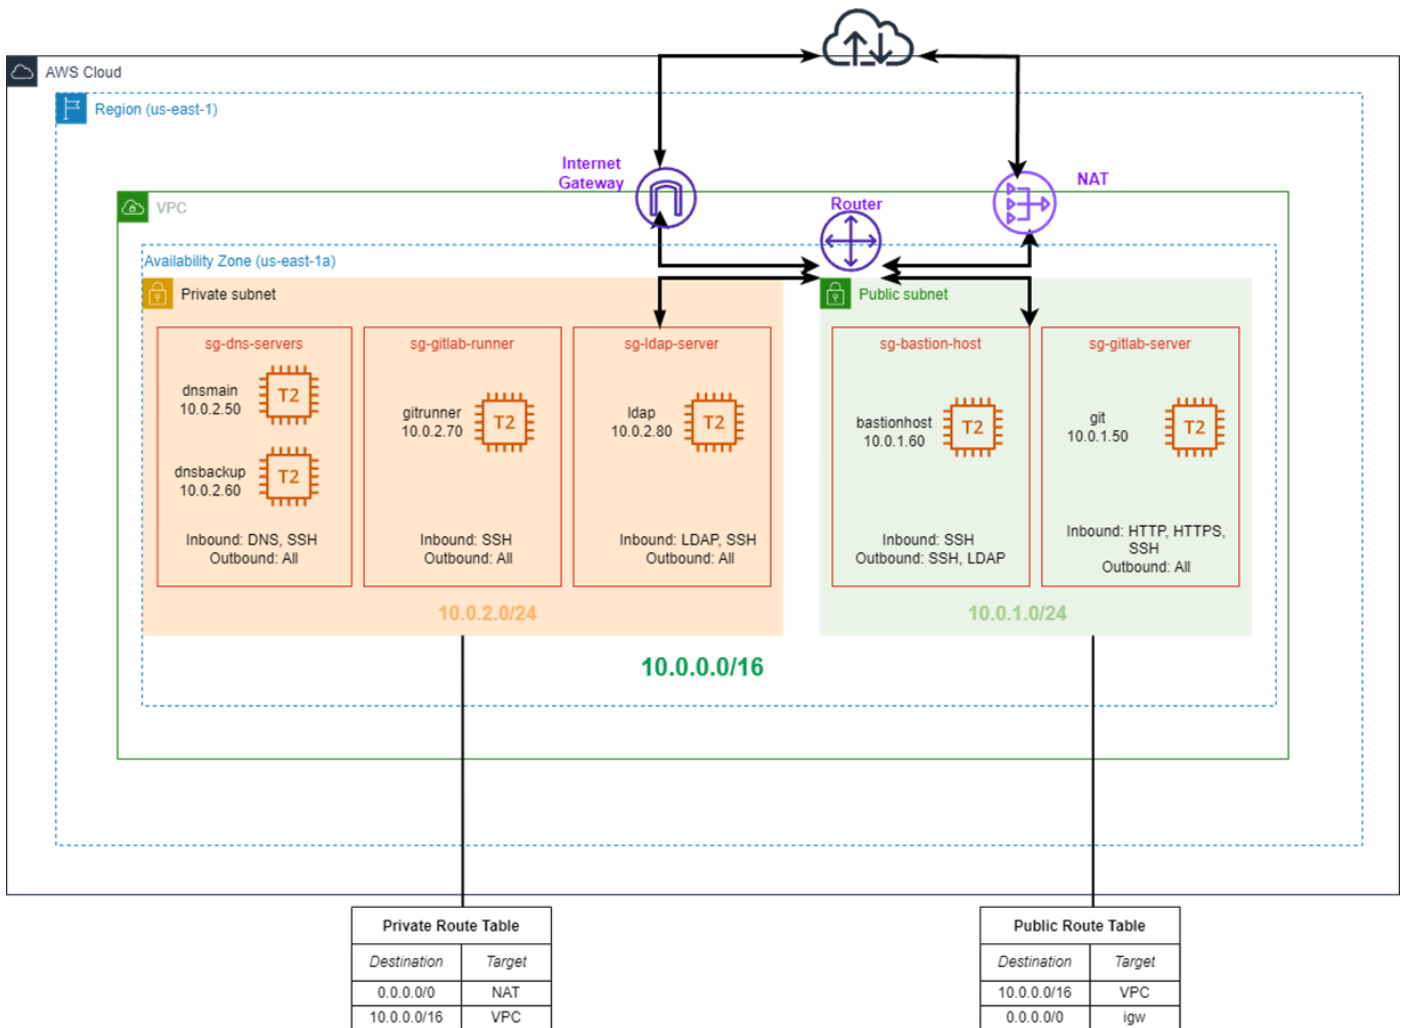 AWS Cloud
Region (us-east-1)
Internet
Gateway
NAT
Router
VPC
Availability Zone (us-east-1a)
Private subnet
Public subnet
sg-dns-servers
dnsmain
10.0.2.50
T2
dnsbackup
10.0.2.60
T2
Inbound: DNS, SSH
Outbound: All
sg-gitlab-runner
gitrunner
10.0.2.70
T2
Inbound: SSH
Outbound: All
sg-ldap-server
ldap
10.0.2.80
T2
Inbound: LDAP, SSH
Outbound: All
sg-bastion-host
bastionhost
10.0.1.60
T2
Inbound: SSH
Outbound: SSH, LDAP
sg-gitlab-server
git
10.0.1.50
T2
Inbound: HTTP, HTTPS,
SSH
Outbound: All
10.0.2.0/24
10.0.1.0/24
10.0.0.0/16
Private Route Table
Destination Target
0.0.0.0/0 NAT
10.0.0.0/16 VPC
Public Route Table
Destination Target
10.0.0.0/16 VPC
0.0.0.0/0 igw